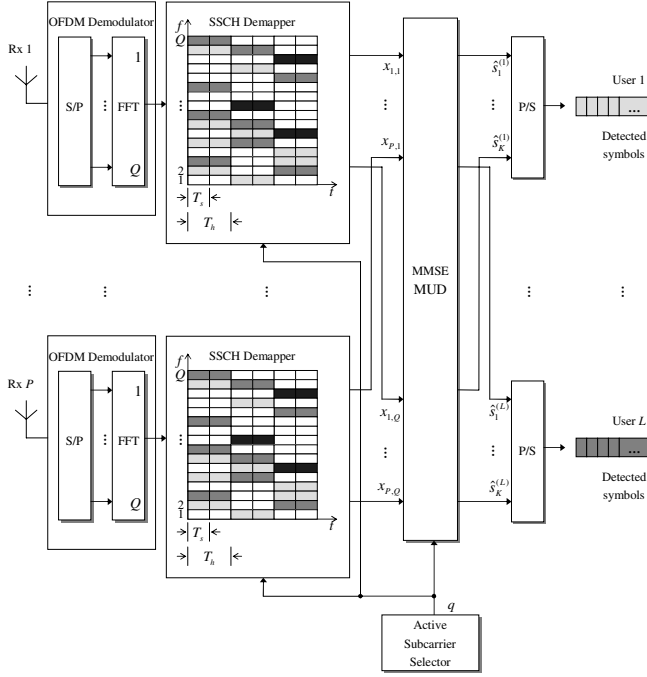 OFDM Demodulator
SSCH Demapper
Rx 1
S/P
1
⋮
Q
FFT
f
Q
⋮
2
1
t
T_s
T_h
x_{1,1}
⋮
x_{P,1}
MMSE
MUD
ŝ_1^{(1)}
⋮
ŝ_K^{(1)}
P/S
User 1
...
Detected
symbols
⋮ ⋮ ⋮ ⋮ ⋮
OFDM Demodulator
SSCH Demapper
Rx P
S/P
1
⋮
Q
FFT
f
Q
⋮
2
1
t
T_s
T_h
x_{1,Q}
⋮
x_{P,Q}
ŝ_1^{(L)}
⋮
ŝ_K^{(L)}
P/S
User L
...
Detected
symbols
q
Active
Subcarrier
Selector